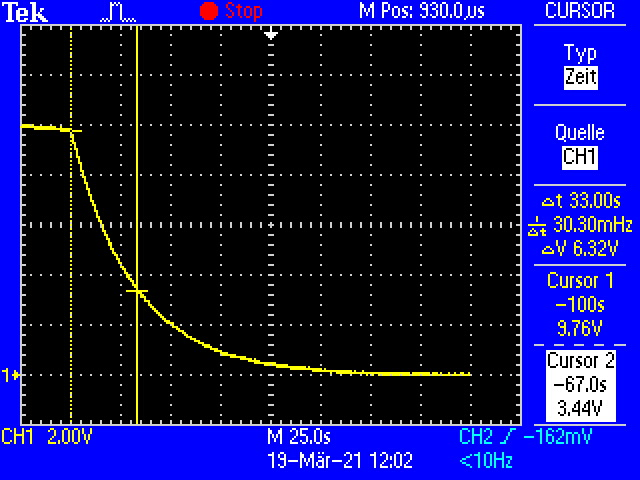 Tek Stop M Pos: 930.0µs CURSOR
Typ
Zeit
Quelle
CH1
Δt 33.00s
1/Δt 30.30mHz
ΔV 6.32V
Cursor 1
-100s
9.76V
Cursor 2
-67.0s
3.44V
1
CH1 2.00V M 25.0s CH2 -162mV
19-Mär-21 12:02 <10Hz